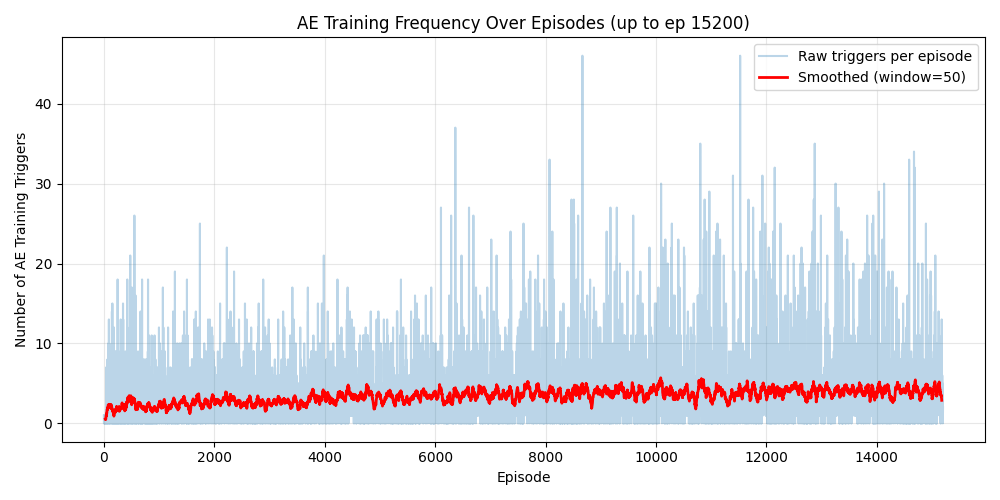 AE Training Frequency Over Episodes (up to ep 15200)
Raw triggers per episode
Smoothed (window=50)
Number of AE Training Triggers
40
30
20
10
0
0 2000 4000 6000 8000 10000 12000 14000
Episode